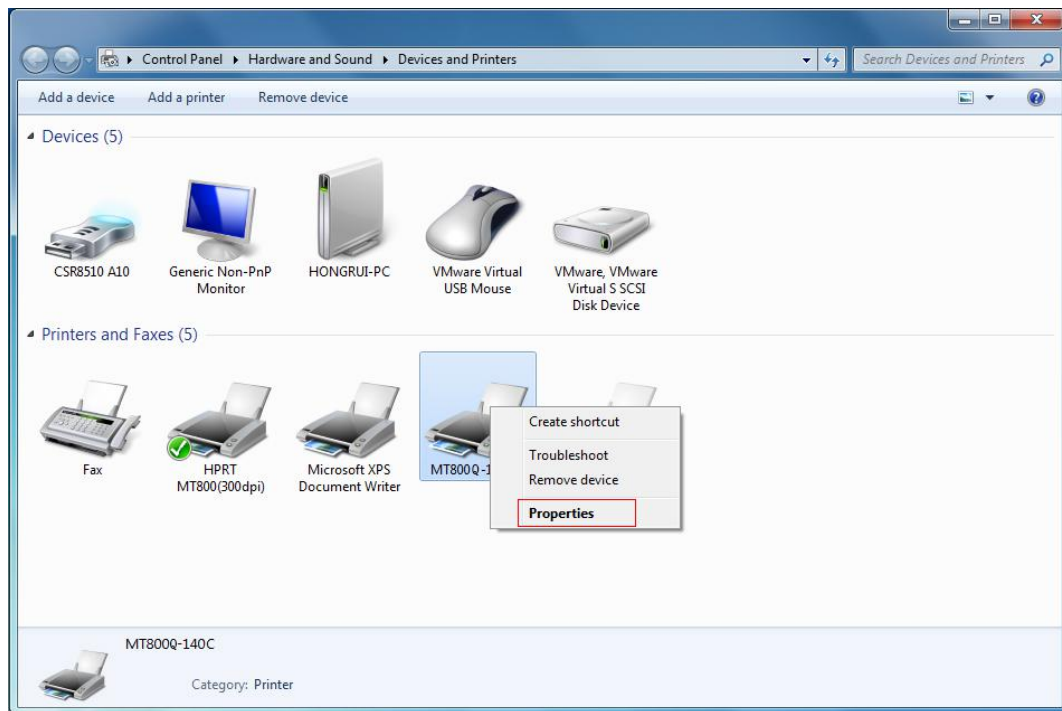 Control Panel ▸ Hardware and Sound ▸ Devices and Printers
Search Devices and Printers
Add a device Add a printer Remove device
Devices (5)
CSR8510 A10
Generic Non-PnP
Monitor
HONGRUI-PC
VMware Virtual
USB Mouse
VMware, VMware
Virtual S SCSI
Disk Device
Printers and Faxes (5)
Fax
HPRT
MT800(300dpi)
Microsoft XPS
Document Writer
MT800Q-1
Create shortcut
Troubleshoot
Remove device
Properties
MT800Q-140C
Category: Printer